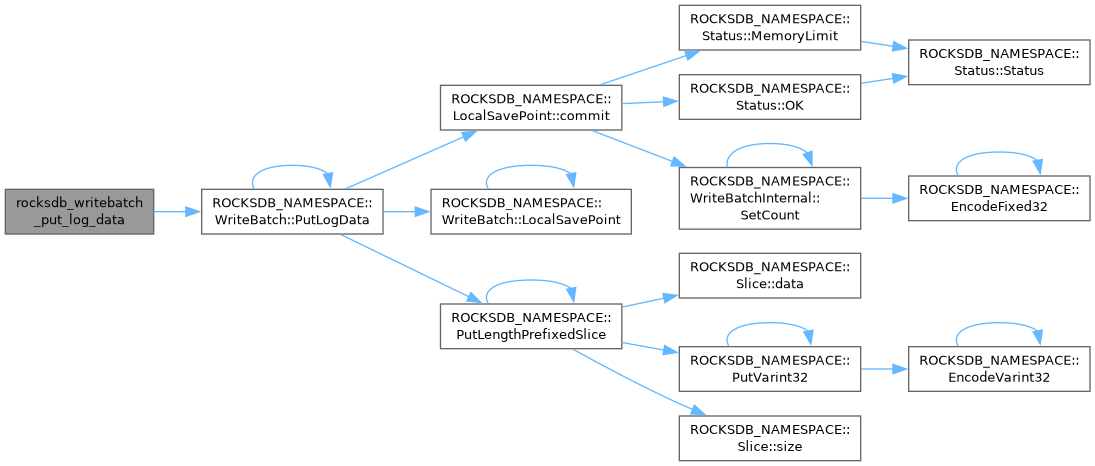 rocksdb_writebatch
_put_log_data
ROCKSDB_NAMESPACE::
WriteBatch::PutLogData
ROCKSDB_NAMESPACE::
LocalSavePoint::commit
ROCKSDB_NAMESPACE::
WriteBatch::LocalSavePoint
ROCKSDB_NAMESPACE::
PutLengthPrefixedSlice
ROCKSDB_NAMESPACE::
Status::MemoryLimit
ROCKSDB_NAMESPACE::
Status::OK
ROCKSDB_NAMESPACE::
WriteBatchInternal::
SetCount
ROCKSDB_NAMESPACE::
Slice::data
ROCKSDB_NAMESPACE::
PutVarint32
ROCKSDB_NAMESPACE::
Slice::size
ROCKSDB_NAMESPACE::
Status::Status
ROCKSDB_NAMESPACE::
EncodeFixed32
ROCKSDB_NAMESPACE::
EncodeVarint32